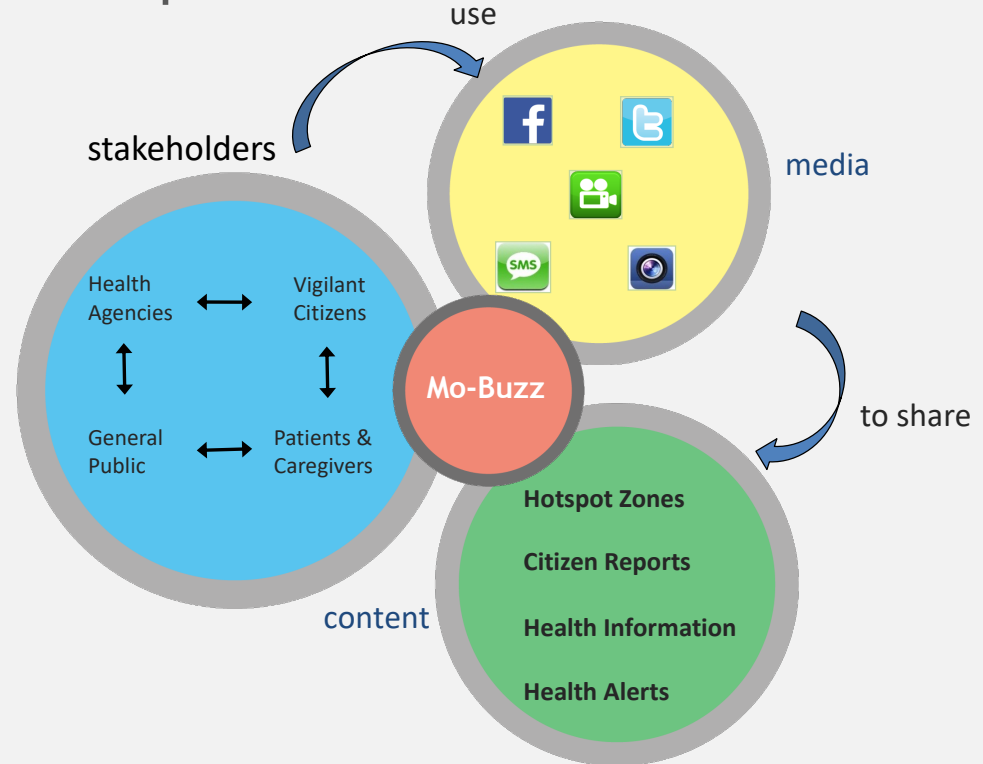 use
stakeholders
media
Health
Agencies
Vigilant
Citizens
SMS
Mo-Buzz
General
Public
Patients &
Caregivers
to share
Hotspot Zones
Citizen Reports
content
Health Information
Health Alerts